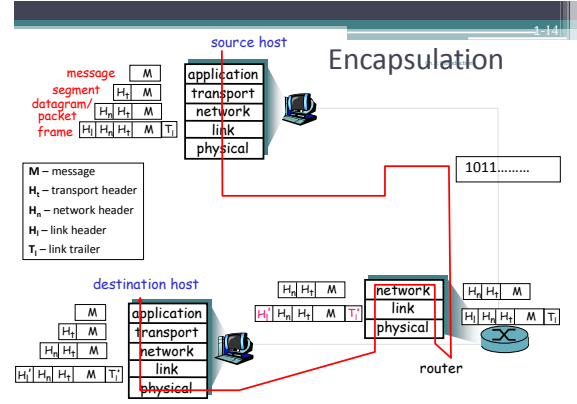 1-14
Encapsulation
source host
message M
segment Ht M
datagram/
packet Hn Ht M
frame Hl Hn Ht M Tl
application
transport
network
link
physical
1011.........
M – message
Ht – transport header
Hn – network header
Hl – link header
Tl – link trailer
destination host
M
Ht M
Hn Ht M
Hl' Hn Ht M Tl'
application
transport
network
link
physical
Hn Ht M
Hl' Hn Ht M Tl'
network
link
physical
Hn Ht M
Hl Hn Ht M Tl
router